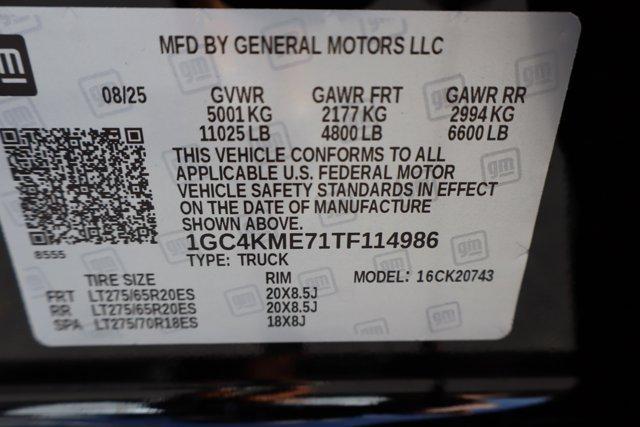 gm
MFD BY GENERAL MOTORS LLC
08/25 GVWR GAWR FRT GAWR RR
5001 KG 2177 KG 2994 KG
11025 LB 4800 LB 6600 LB
THIS VEHICLE CONFORMS TO ALL
APPLICABLE U.S. FEDERAL MOTOR
VEHICLE SAFETY STANDARDS IN EFFECT
ON THE DATE OF MANUFACTURE
SHOWN ABOVE.
8555 1GC4KME71TF114986
TYPE: TRUCK
TIRE SIZE RIM MODEL: 16CK20743
FRT LT275/65R20ES 20X8.5J
RR LT275/65R20ES 20X8.5J
SPA LT275/70R18ES 18X8J